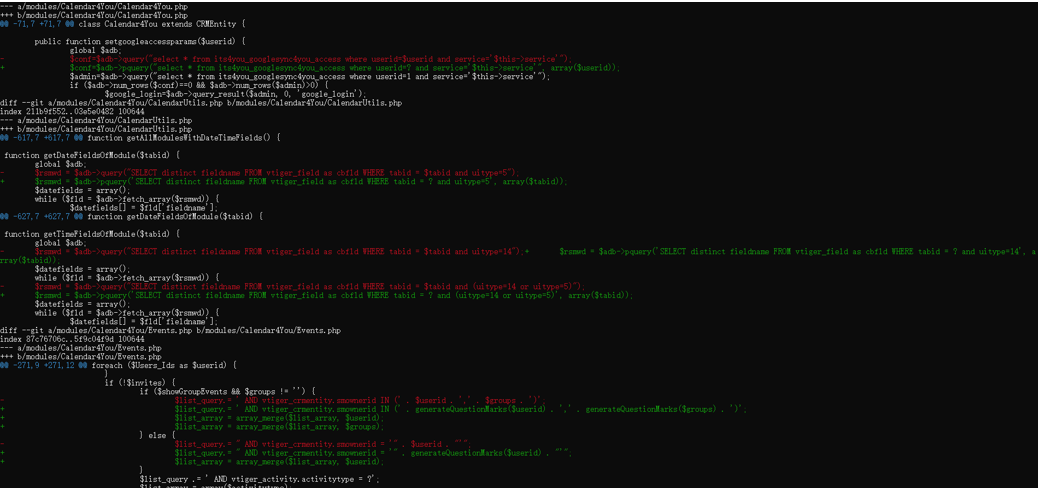 --- a/modules/Calendar4You/Calendar4You.php
+++ b/modules/Calendar4You/Calendar4You.php
@@ -71,7 +71,7 @@ class Calendar4You extends CRMEntity {
public function setgoogleaccessparams($userid) {
global $adb;
- $conf=$adb->query("select * from its4you_googlesync4you_access where userid=$userid and service='$this->service'");
+ $conf=$adb->pquery("select * from its4you_googlesync4you_access where userid=? and service='$this->service'", array($userid));
$admin=$adb->query("select * from its4you_googlesync4you_access where userid=1 and service='$this->service'");
if ($adb->num_rows($conf)==0 && $adb->num_rows($admin)>0) {
$google_login=$adb->query_result($admin, 0, 'google_login');
diff --git a/modules/Calendar4You/CalendarUtils.php b/modules/Calendar4You/CalendarUtils.php
index 211b9f552..03e5e0482 100644
--- a/modules/Calendar4You/CalendarUtils.php
+++ b/modules/Calendar4You/CalendarUtils.php
@@ -617,7 +617,7 @@ function getAllModulesWithDateTimeFields() {
function getDateFieldsOfModule($tabid) {
global $adb;
- $rsmwd = $adb->query("SELECT distinct fieldname FROM vtiger_field as cbfld WHERE tabid = $tabid and uitype=5");
+ $rsmwd = $adb->pquery('SELECT distinct fieldname FROM vtiger_field as cbfld WHERE tabid = ? and uitype=5', array($tabid));
$datefields = array();
while ($fld = $adb->fetch_array($rsmwd)) {
$datefields[] = $fld['fieldname'];
@@ -627,7 +627,7 @@ function getDateFieldsOfModule($tabid) {
function getTimeFieldsOfModule($tabid) {
global $adb;
- $rsmwd = $adb->query("SELECT distinct fieldname FROM vtiger_field as cbfld WHERE tabid = $tabid and uitype=14");+ $rsmwd = $adb->pquery('SELECT distinct fieldname FROM vtiger_field as cbfld WHERE tabid = ? and uitype=14', a
rray($tabid));
$datefields = array();
while ($fld = $adb->fetch_array($rsmwd)) {
- $rsmwd = $adb->query("SELECT distinct fieldname FROM vtiger_field as cbfld WHERE tabid = $tabid and (uitype=14 or uitype=5)");
+ $rsmwd = $adb->pquery('SELECT distinct fieldname FROM vtiger_field as cbfld WHERE tabid = ? and (uitype=14 or uitype=5)', array($tabid));
$datefields = array();
while ($fld = $adb->fetch_array($rsmwd)) {
$datefields[] = $fld['fieldname'];
diff --git a/modules/Calendar4You/Events.php b/modules/Calendar4You/Events.php
index 87c76706c..5f9c04f9d 100644
--- a/modules/Calendar4You/Events.php
+++ b/modules/Calendar4You/Events.php
@@ -271,9 +271,12 @@ foreach ($Users_Ids as $userid) {
}
if (!$invites) {
if ($showGroupEvents && $groups != '') {
- $list_query.= ' AND vtiger_crmentity.smownerid IN (' . $userid . ',' . $groups . ')';
+ $list_query.= ' AND vtiger_crmentity.smownerid IN (' . generateQuestionMarks($userid) . ',' . generateQuestionMarks($groups) . ')';
+ $list_array = array_merge($list_array, $userid);
+ $list_array = array_merge($list_array, $groups);
} else {
- $list_query.= " AND vtiger_crmentity.smownerid = '" . $userid . "'";
+ $list_query.= " AND vtiger_crmentity.smownerid = '" . generateQuestionMarks($userid) . "'";
+ $list_array = array_merge($list_array, $userid);
}
$list_query .= ' AND vtiger_activity.activitytype = ?';
$list_array = array($activitytype);